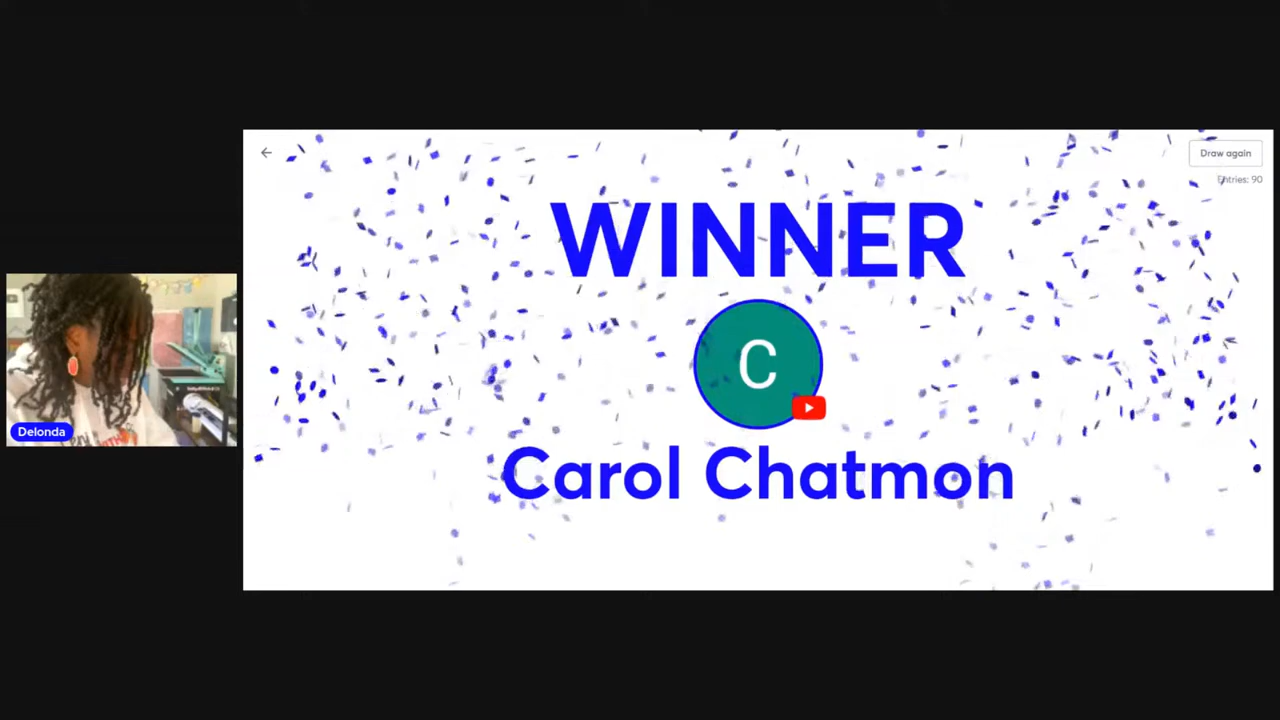 Draw again
Entries: 90
WINNER
C
Carol Chatmon
Delonda